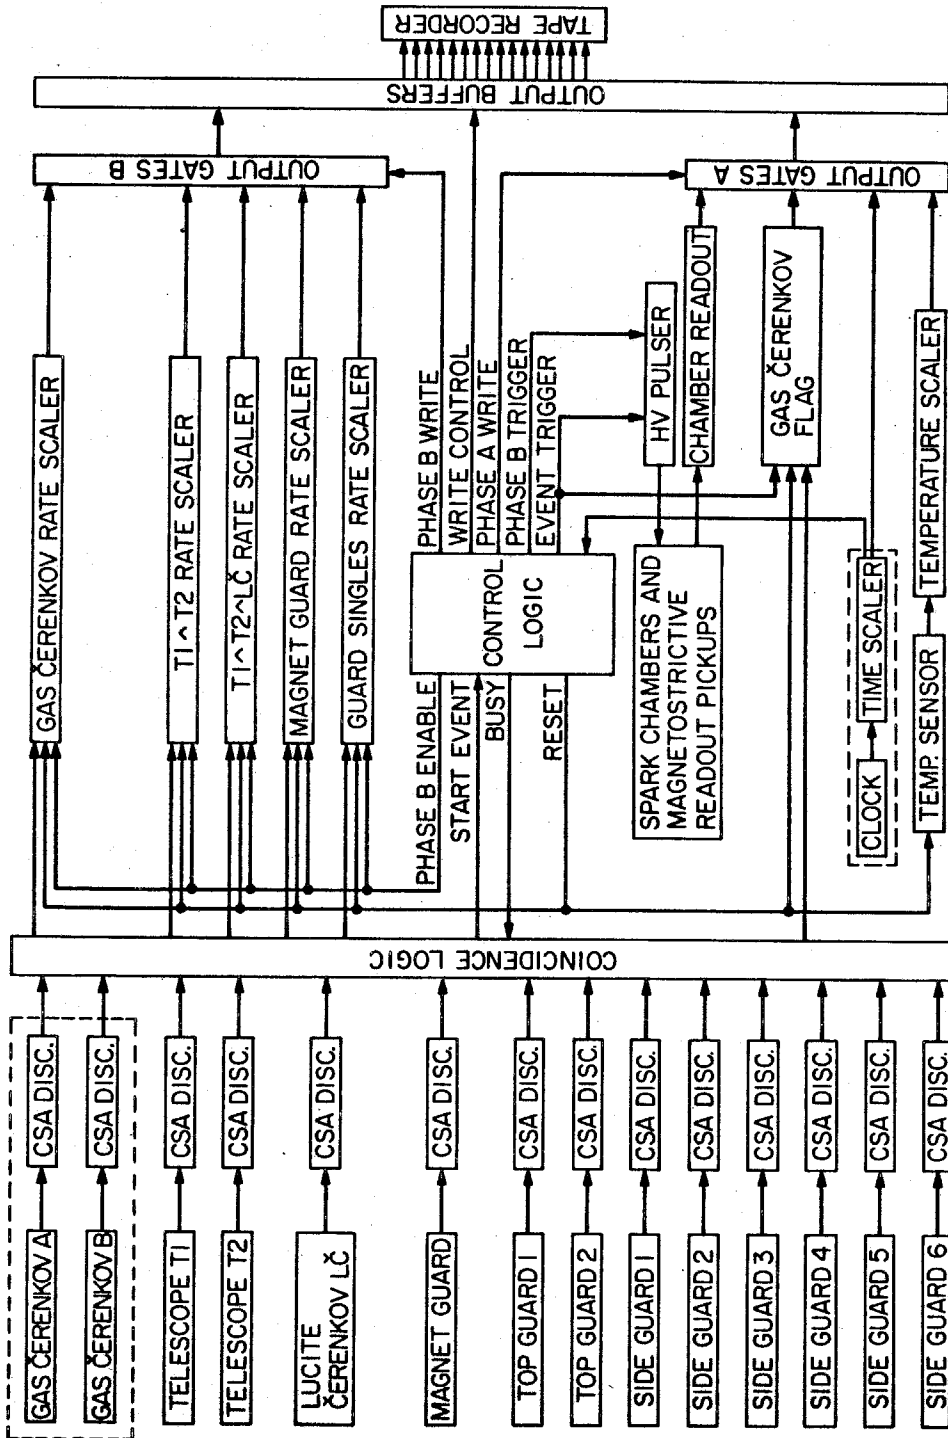 GAS ČERENKOV A
CSA DISC.
GAS ČERENKOV B
CSA DISC.
TELESCOPE T1
CSA DISC.
TELESCOPE T2
CSA DISC.
LUCITE
ČERENKOV LČ
CSA DISC.
MAGNET GUARD
CSA DISC.
TOP GUARD 1
CSA DISC.
TOP GUARD 2
CSA DISC.
SIDE GUARD 1
CSA DISC.
SIDE GUARD 2
CSA DISC.
SIDE GUARD 3
CSA DISC.
SIDE GUARD 4
CSA DISC.
SIDE GUARD 5
CSA DISC.
SIDE GUARD 6
CSA DISC.
COINCIDENCE LOGIC
GAS ČERENKOV RATE SCALER
T1^T2 RATE SCALER
T1^T2^LČ RATE SCALER
MAGNET GUARD RATE SCALER
GUARD SINGLES RATE SCALER
PHASE B ENABLE
START EVENT
BUSY
RESET
CONTROL
LOGIC
PHASE B WRITE
WRITE CONTROL
PHASE A WRITE
PHASE B TRIGGER
EVENT TRIGGER
HV PULSER
CHAMBER READOUT
SPARK CHAMBERS AND
MAGNETOSTRICTIVE
READOUT PICKUPS
GAS ČERENKOV
FLAG
CLOCK
TIME SCALER
TEMP. SENSOR
TEMPERATURE SCALER
OUTPUT GATES B
OUTPUT GATES A
OUTPUT BUFFERS
TAPE RECORDER